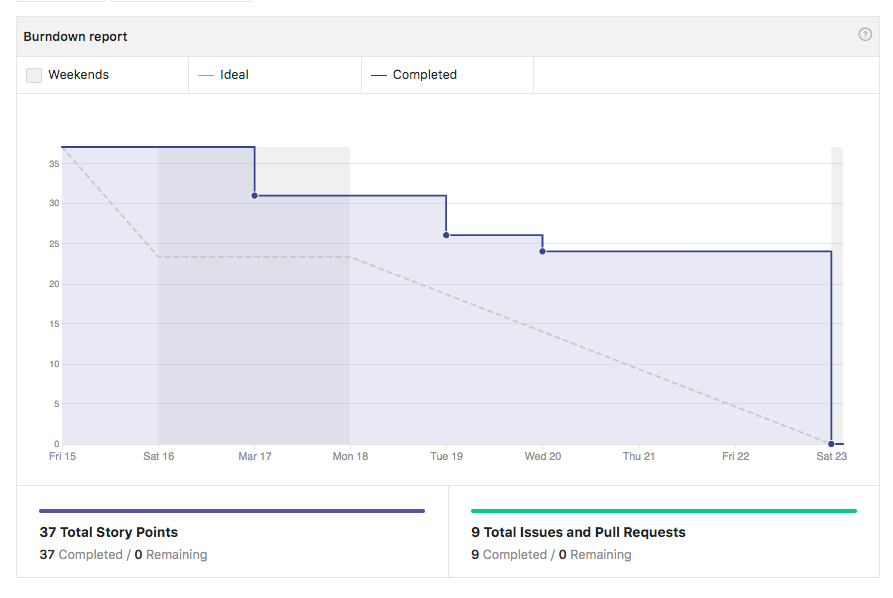 Burndown report ?
Weekends Ideal Completed
35
30
25
20
15
10
5
0
Fri 15 Sat 16 Mar 17 Mon 18 Tue 19 Wed 20 Thu 21 Fri 22 Sat 23
37 Total Story Points
37 Completed / 0 Remaining
9 Total Issues and Pull Requests
9 Completed / 0 Remaining